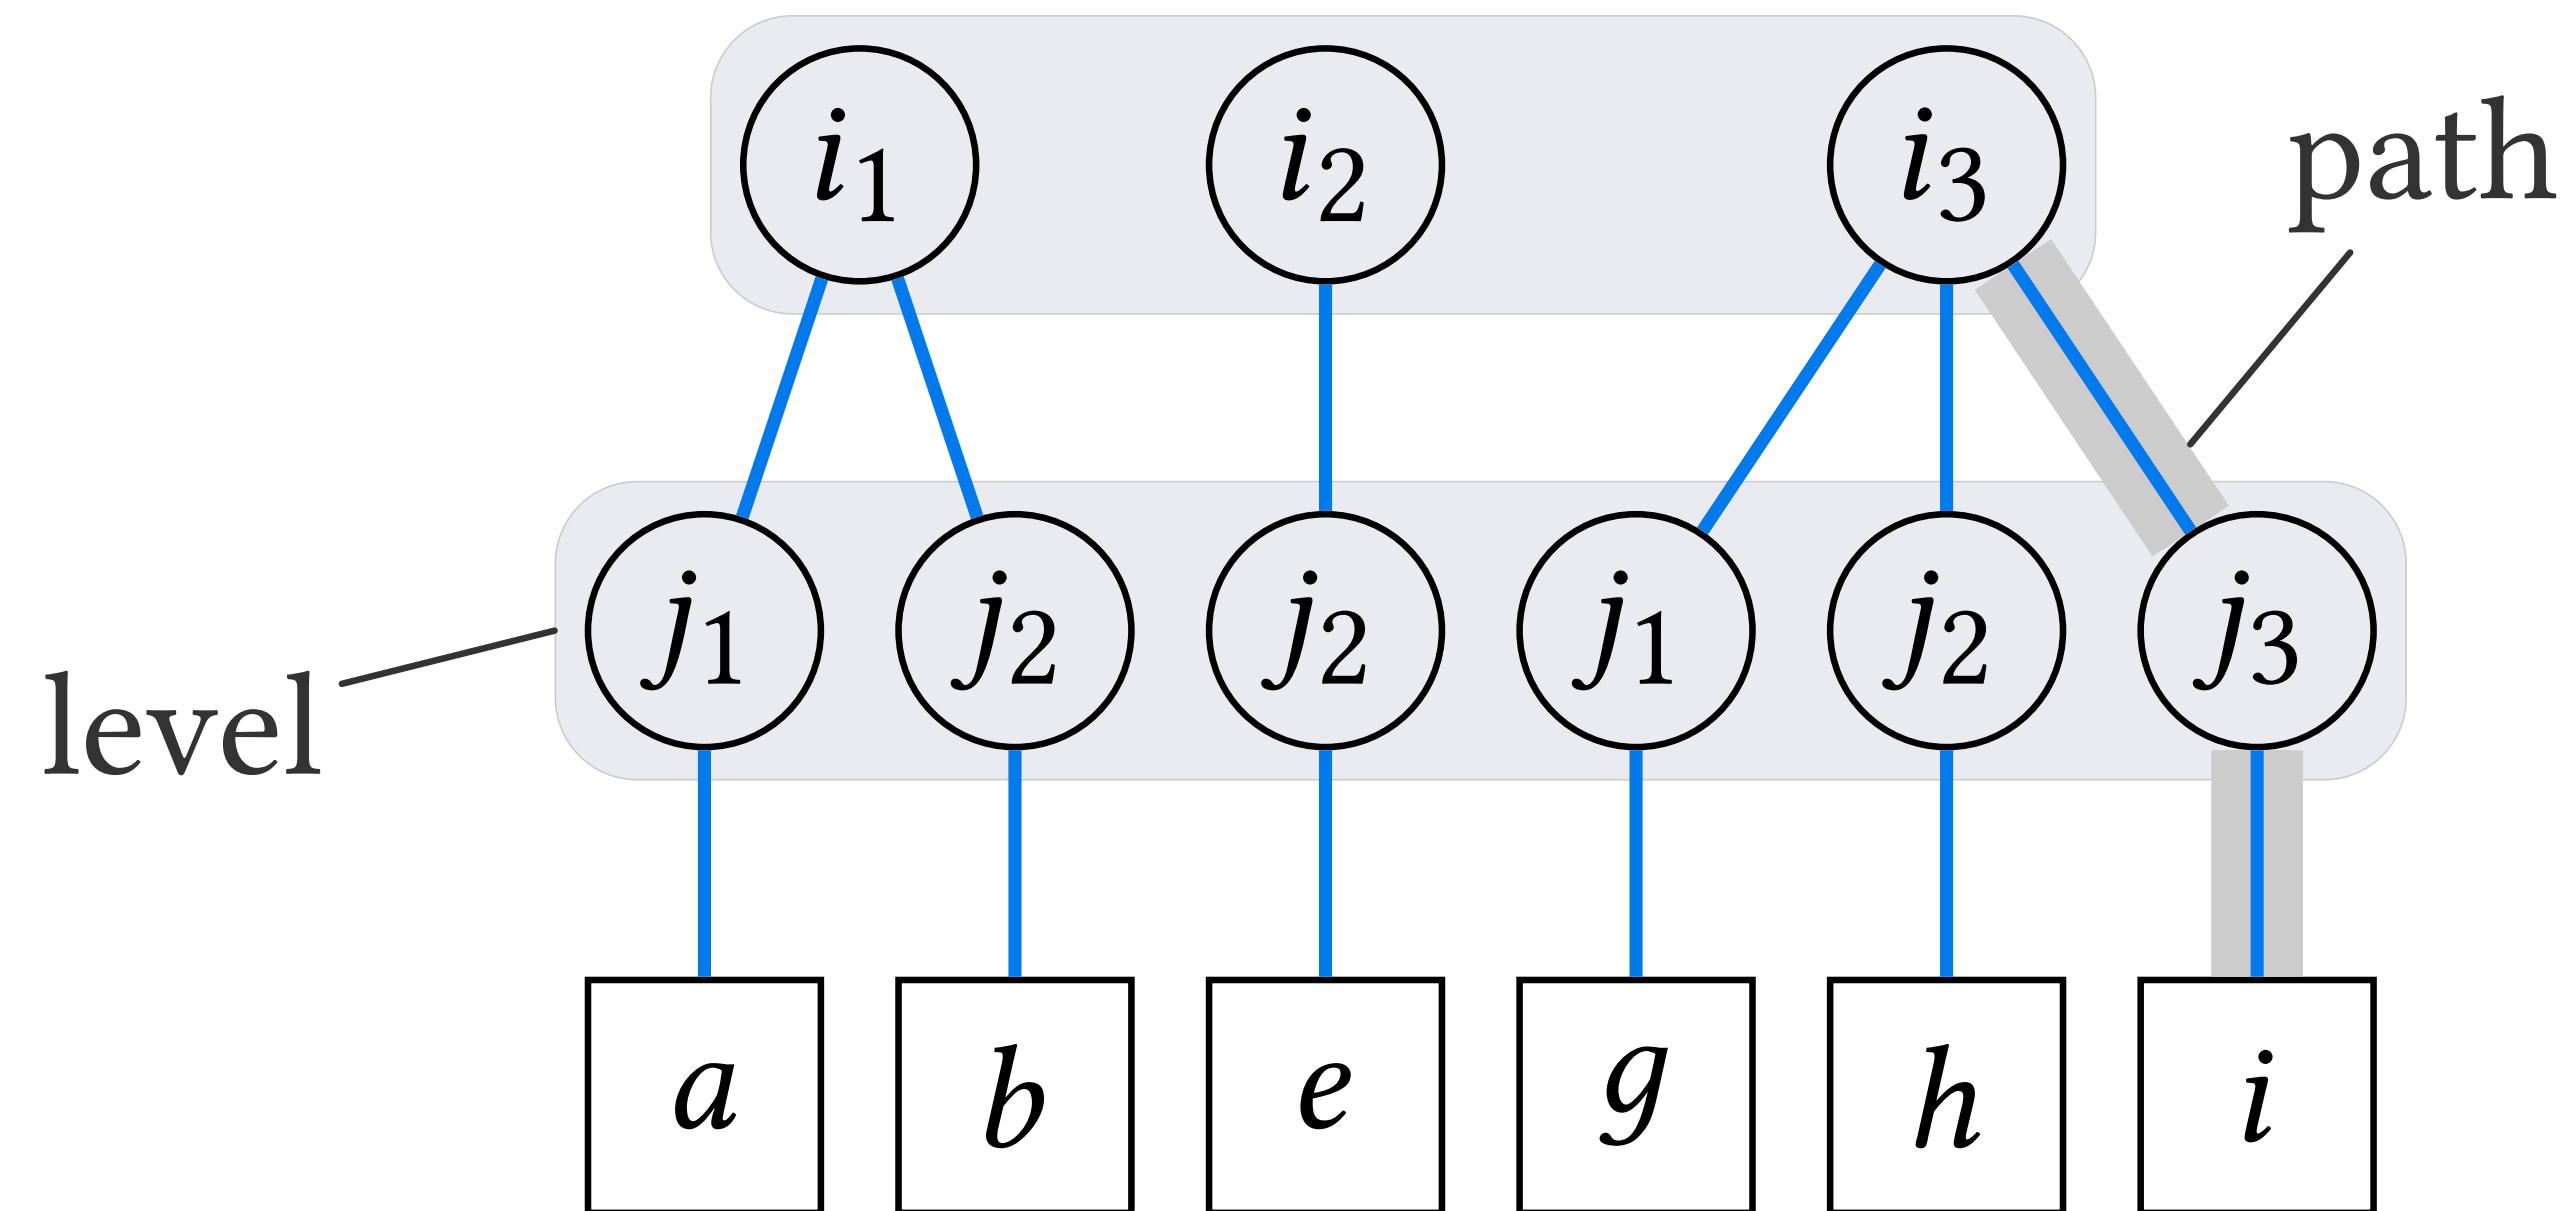 i₁ i₂ i₃ path
level j₁ j₂ j₂ j₁ j₂ j₃
a b e g h i